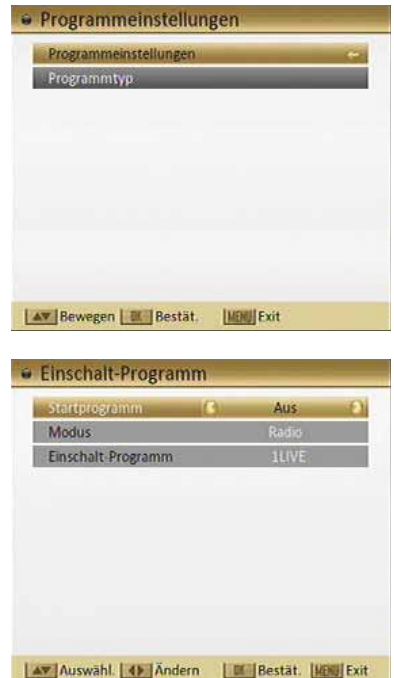 Programmeinstellungen
Programmeinstellungen
Programmtyp
Bewegen OK Bestät. MENU Exit
Einschalt-Programm
Startprogramm Aus
Modus Radio
Einschalt-Programm 1LIVE
Auswähl. Ändern OK Bestät. MENU Exit